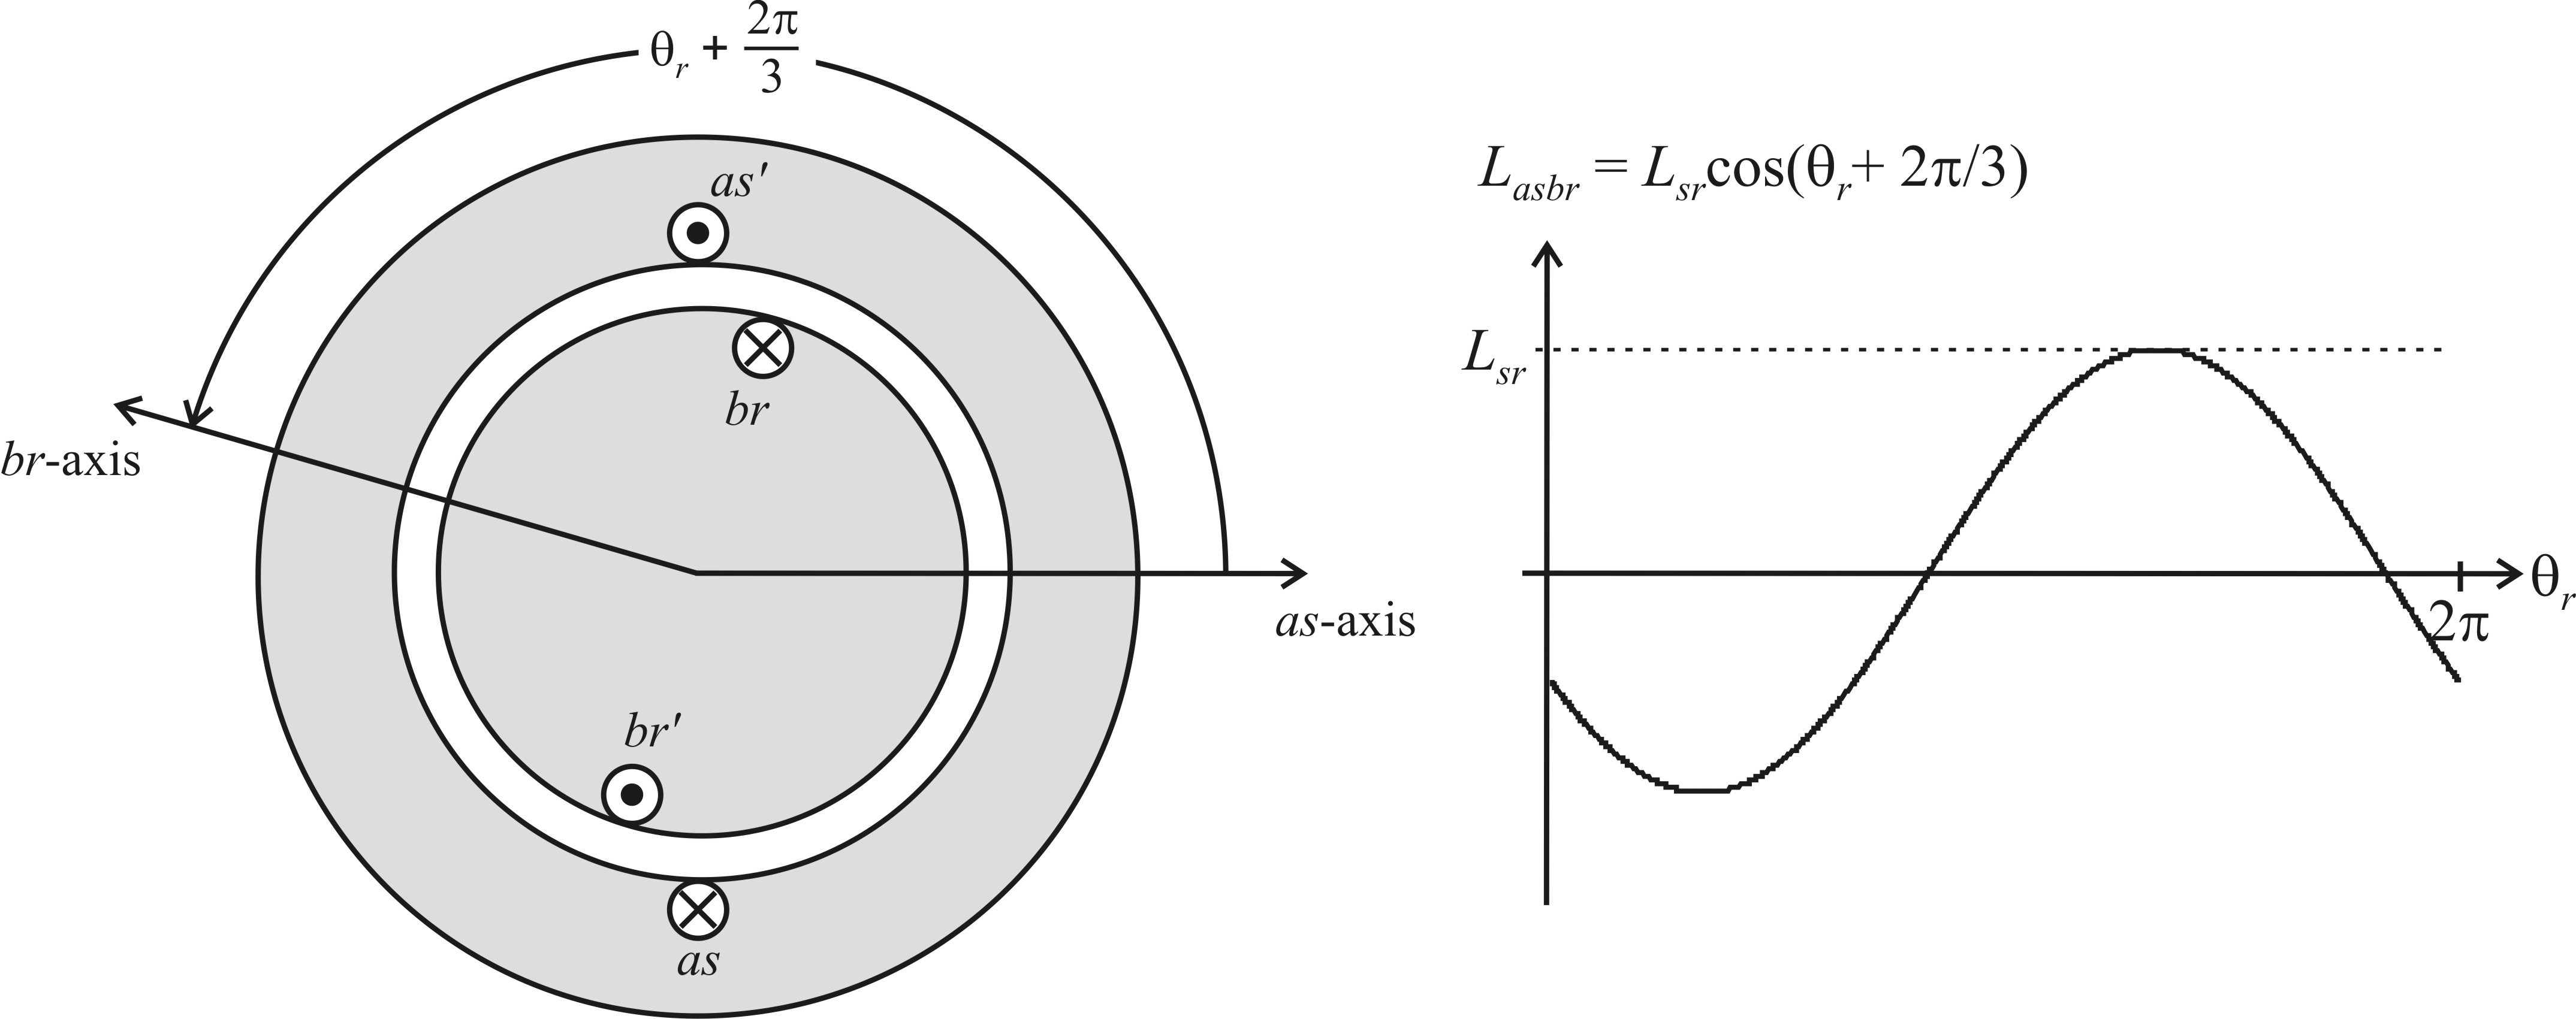 θr + 2π/3
as'
br
br-axis
as-axis
br'
as
Lasbr = Lsrcos(θr+ 2π/3)
Lsr
θr
2π